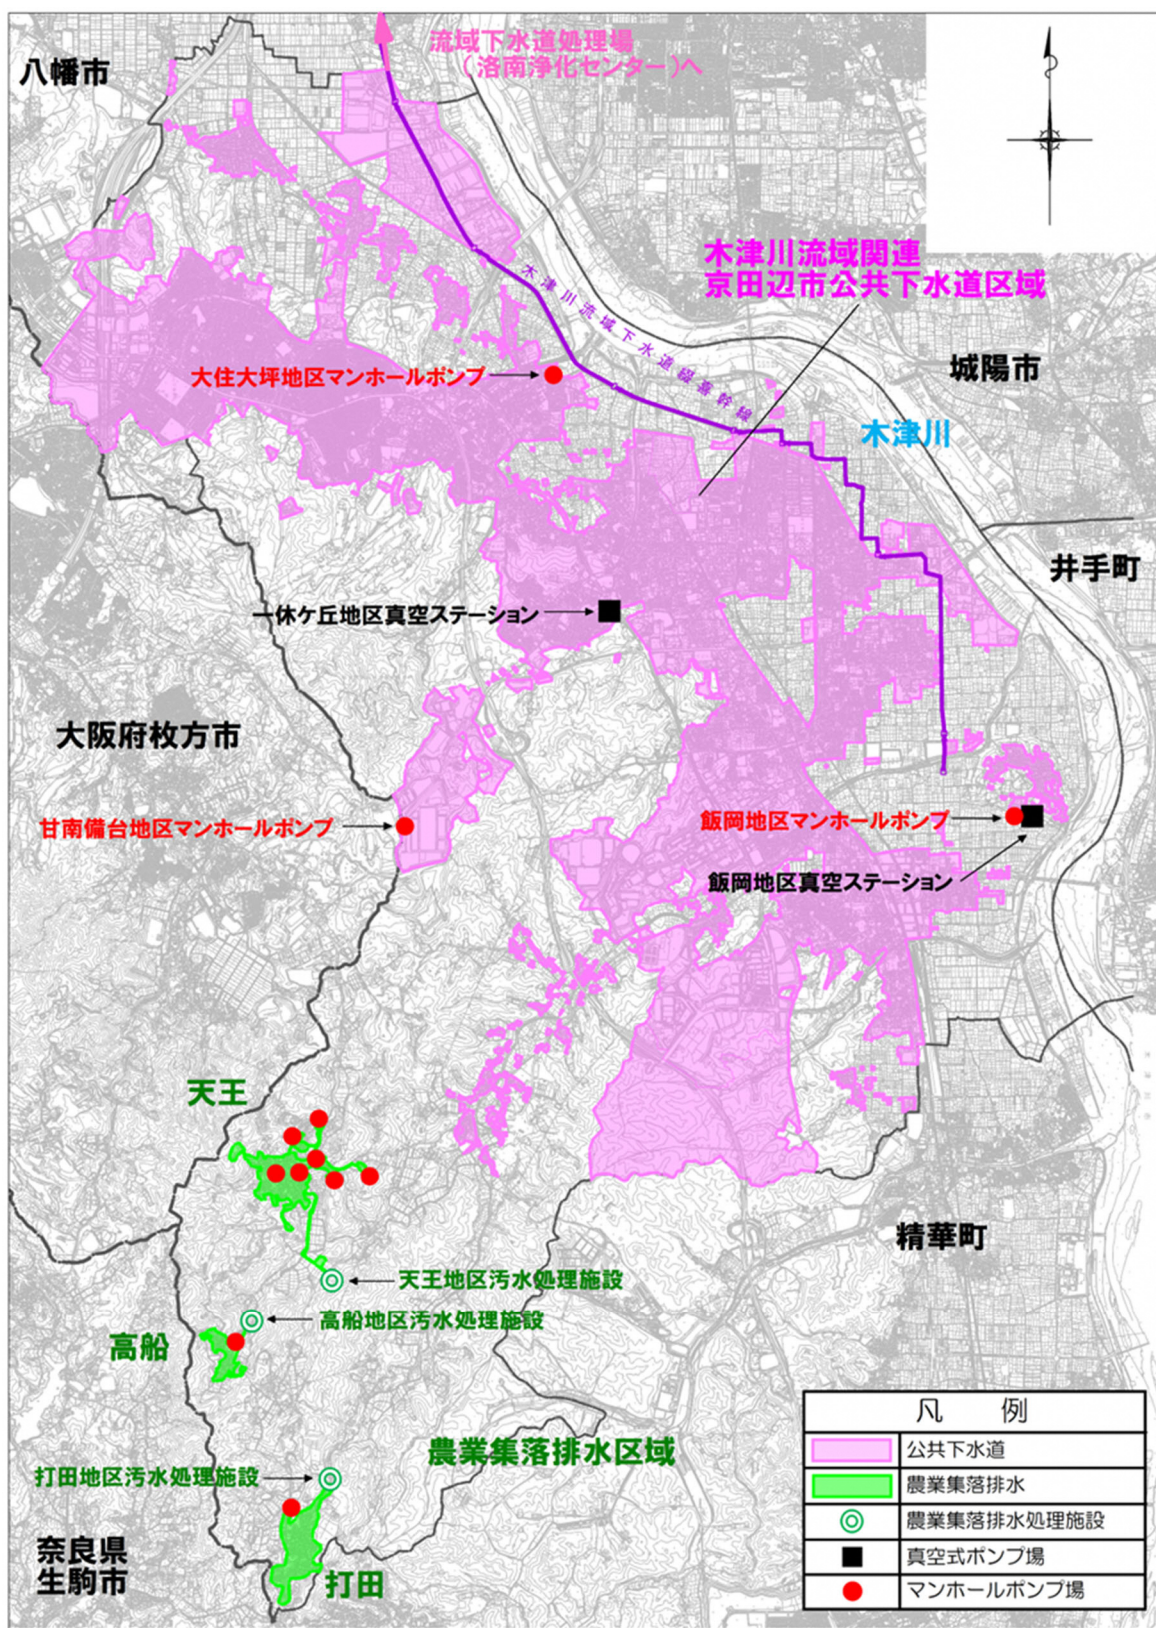 八幡市
流域下水道処理場
（洛南浄化センター）へ
木津川流域関連
京田辺市公共下水道区域
木津川流域下水道綴喜幹線
大住大坪地区マンホールポンプ
城陽市
木津川
井手町
一休ケ丘地区真空ステーション
大阪府枚方市
甘南備台地区マンホールポンプ
飯岡地区マンホールポンプ
飯岡地区真空ステーション
天王
精華町
天王地区汚水処理施設
高船地区汚水処理施設
高船
農業集落排水区域
打田地区汚水処理施設
奈良県
生駒市
打田
凡　例
公共下水道
農業集落排水
農業集落排水処理施設
真空式ポンプ場
マンホールポンプ場